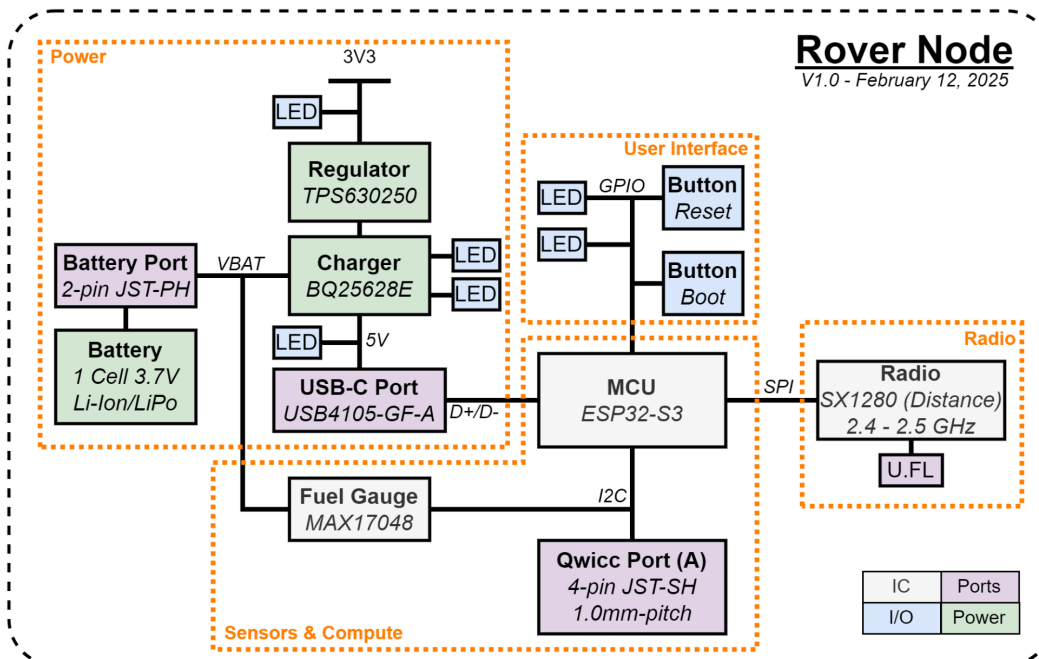 Rover Node
V1.0 - February 12, 2025
Power
3V3
LED
Regulator
TPS630250
Battery Port
2-pin JST-PH
VBAT
Charger
BQ25628E
LED
LED
Battery
1 Cell 3.7V
Li-Ion/LiPo
LED
5V
USB-C Port
USB4105-GF-A
D+/D-
User Interface
GPIO
LED
LED
Button
Reset
Button
Boot
MCU
ESP32-S3
SPI
Radio
Radio
SX1280 (Distance)
2.4 - 2.5 GHz
U.FL
Fuel Gauge
MAX17048
I2C
Qwicc Port (A)
4-pin JST-SH
1.0mm-pitch
Sensors & Compute
IC
Ports
I/O
Power